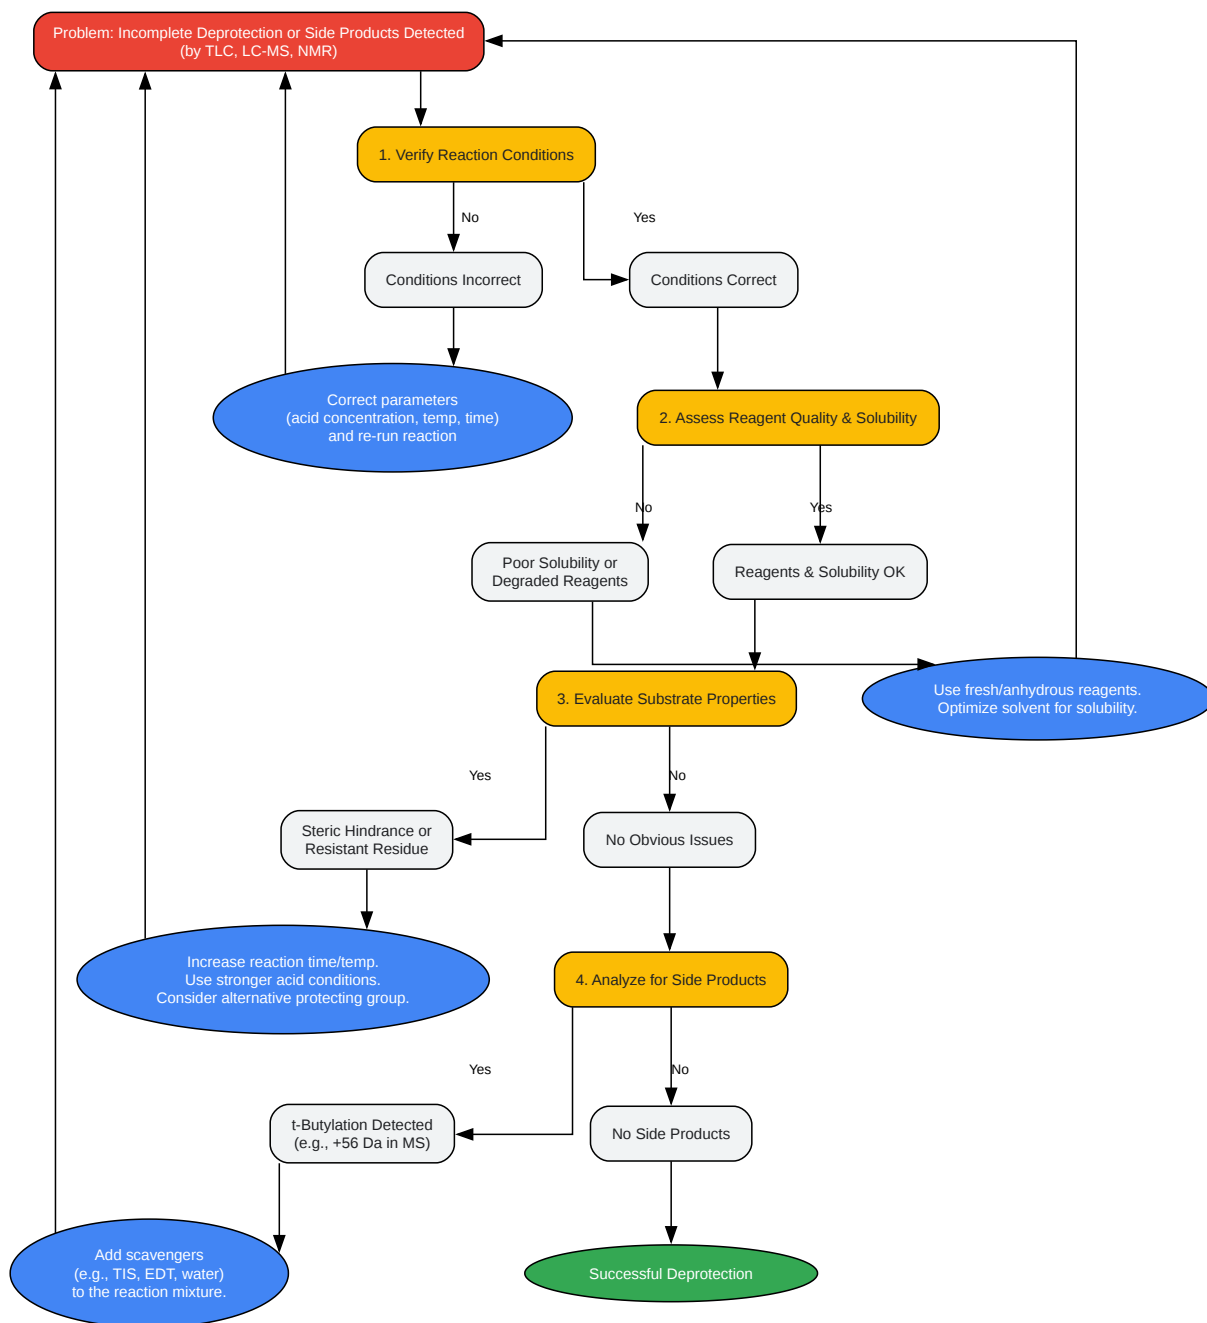 Problem: Incomplete Deprotection or Side Products Detected
(by TLC, LC-MS, NMR)
1. Verify Reaction Conditions
No
Yes
Conditions Incorrect
Conditions Correct
Correct parameters
(acid concentration, temp, time)
and re-run reaction
2. Assess Reagent Quality & Solubility
No
Yes
Poor Solubility or
Degraded Reagents
Reagents & Solubility OK
3. Evaluate Substrate Properties
Use fresh/anhydrous reagents.
Optimize solvent for solubility.
Yes
No
Steric Hindrance or
Resistant Residue
No Obvious Issues
Increase reaction time/temp.
Use stronger acid conditions.
Consider alternative protecting group.
4. Analyze for Side Products
Yes
No
t-Butylation Detected
(e.g., +56 Da in MS)
No Side Products
Add scavengers
(e.g., TIS, EDT, water)
to the reaction mixture.
Successful Deprotection